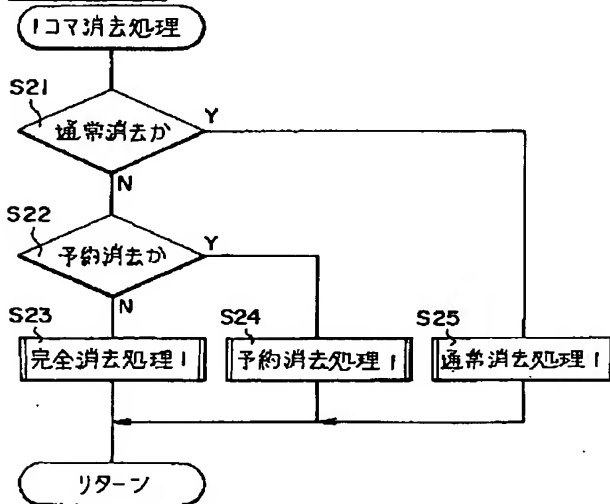 1コマ消去処理
S21
通常消去か
Y
N
S22
予約消去か
Y
N
S23
完全消去処理1
S24
予約消去処理1
S25
通常消去処理1
リターン